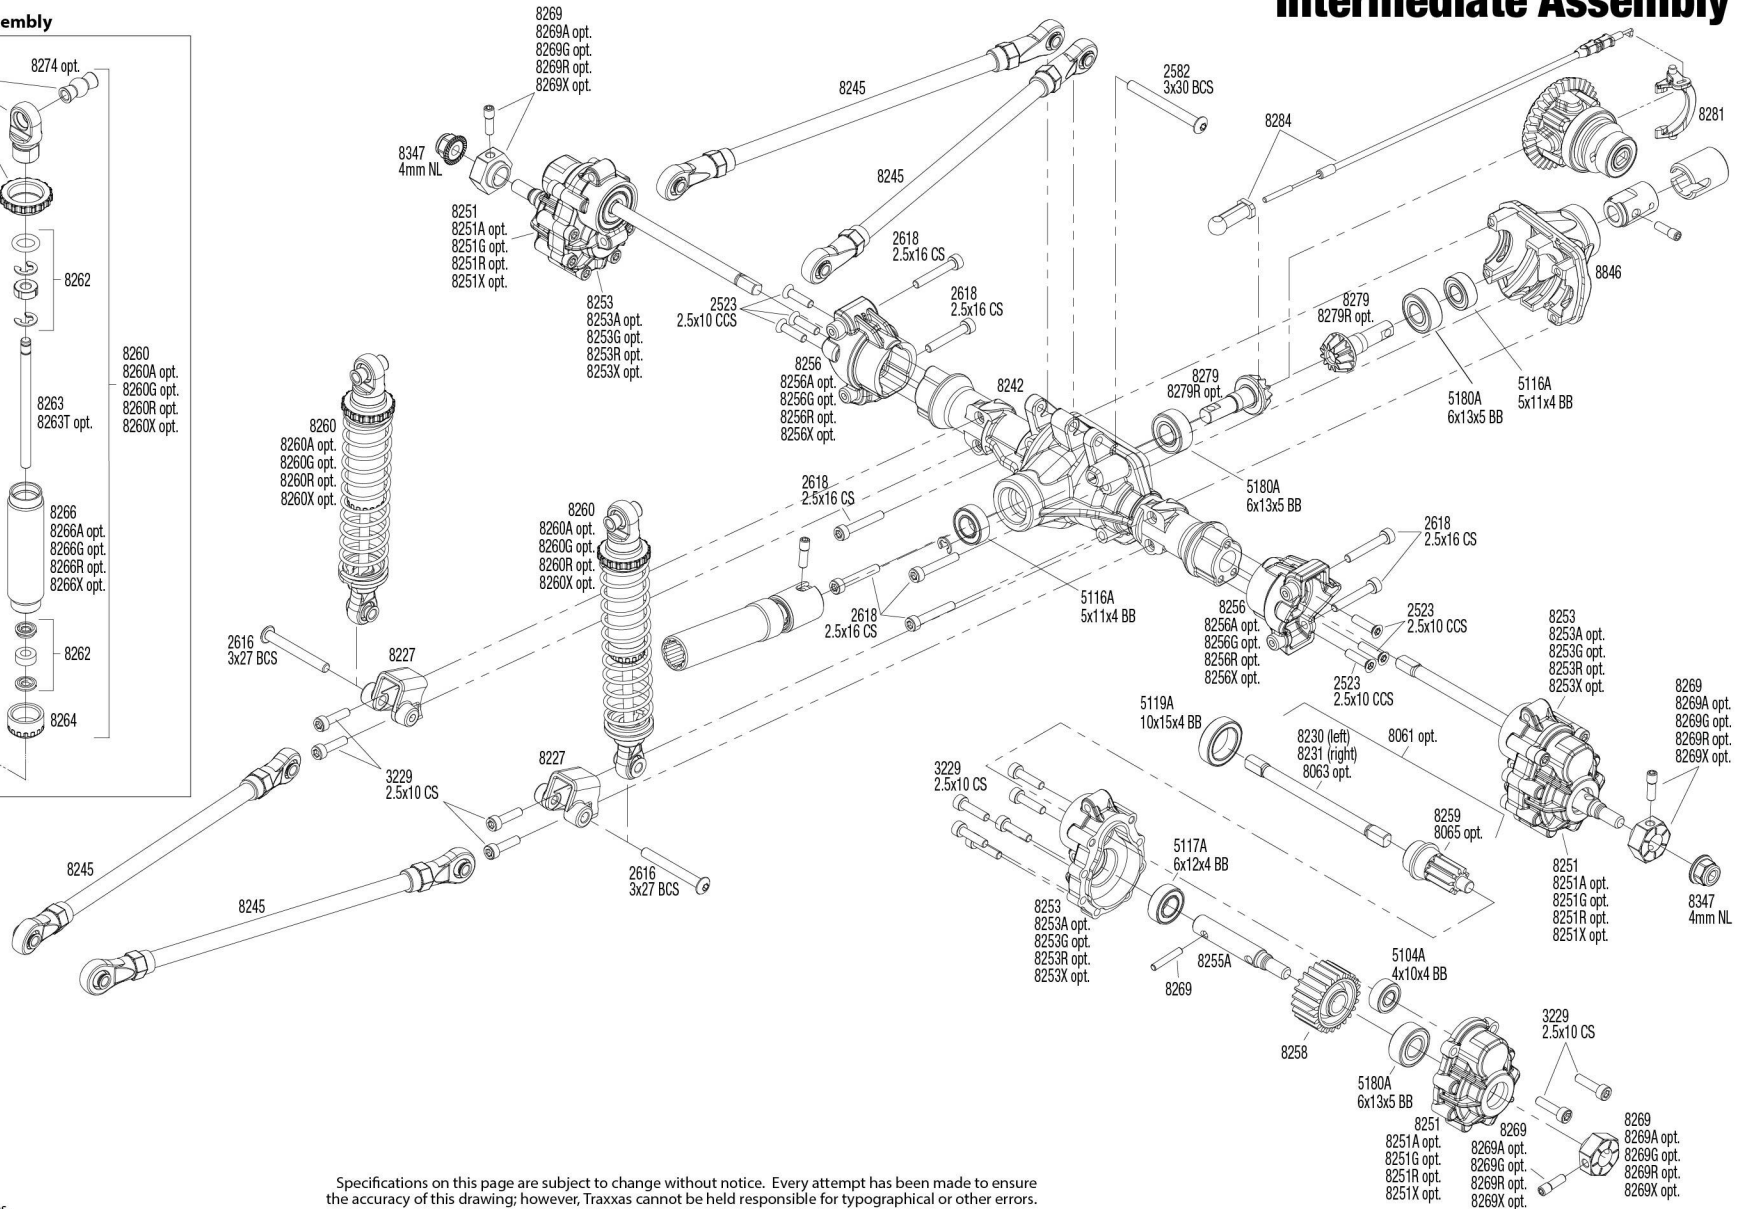 embly
Intermediate Assembly
8274 opt.
8262
8263
8263T opt.
8260
8260A opt.
8260G opt.
8260R opt.
8260X opt.
8266
8266A opt.
8266G opt.
8266R opt.
8266X opt.
8262
8264
8269
8269A opt.
8269G opt.
8269R opt.
8269X opt.
8347
4mm NL
8251
8251A opt.
8251G opt.
8251R opt.
8251X opt.
8253
8253A opt.
8253G opt.
8253R opt.
8253X opt.
8245
8245
2582
3x30 BCS
8284
8281
8846
2618
2.5x16 CS
2618
2.5x16 CS
2523
2.5x10 CCS
8256
8256A opt.
8256G opt.
8256R opt.
8256X opt.
8242
8279
8279R opt.
8279
8279R opt.
5180A
6x13x5 BB
5116A
5x11x4 BB
5180A
6x13x5 BB
8260
8260A opt.
8260G opt.
8260R opt.
8260X opt.
8260
8260A opt.
8260G opt.
8260R opt.
8260X opt.
2618
2.5x16 CS
2618
2.5x16 CS
5116A
5x11x4 BB
2618
2.5x16 CS
8256
8256A opt.
8256G opt.
8256R opt.
8256X opt.
2523
2.5x10 CCS
2523
2.5x10 CCS
8253
8253A opt.
8253G opt.
8253R opt.
8253X opt.
8269
8269A opt.
8269G opt.
8269R opt.
8269X opt.
2616
3x27 BCS
8227
8227
3229
2.5x10 CS
2616
3x27 BCS
8245
8245
5119A
10x15x4 BB
8230 (left)
8231 (right)
8063 opt.
8061 opt.
8259
8065 opt.
3229
2.5x10 CS
5117A
6x12x4 BB
8253
8253A opt.
8253G opt.
8253R opt.
8253X opt.
8269
8255A
8258
5104A
4x10x4 BB
5180A
6x13x5 BB
8251
8251A opt.
8251G opt.
8251R opt.
8251X opt.
8347
4mm NL
3229
2.5x10 CS
8251
8251A opt.
8251G opt.
8251R opt.
8251X opt.
8269
8269A opt.
8269G opt.
8269R opt.
8269X opt.
8269
8269A opt.
8269G opt.
8269R opt.
8269X opt.
Specifications on this page are subject to change without notice. Every attempt has been made to ensure
the accuracy of this drawing; however, Traxxas cannot be held responsible for typographical or other errors.